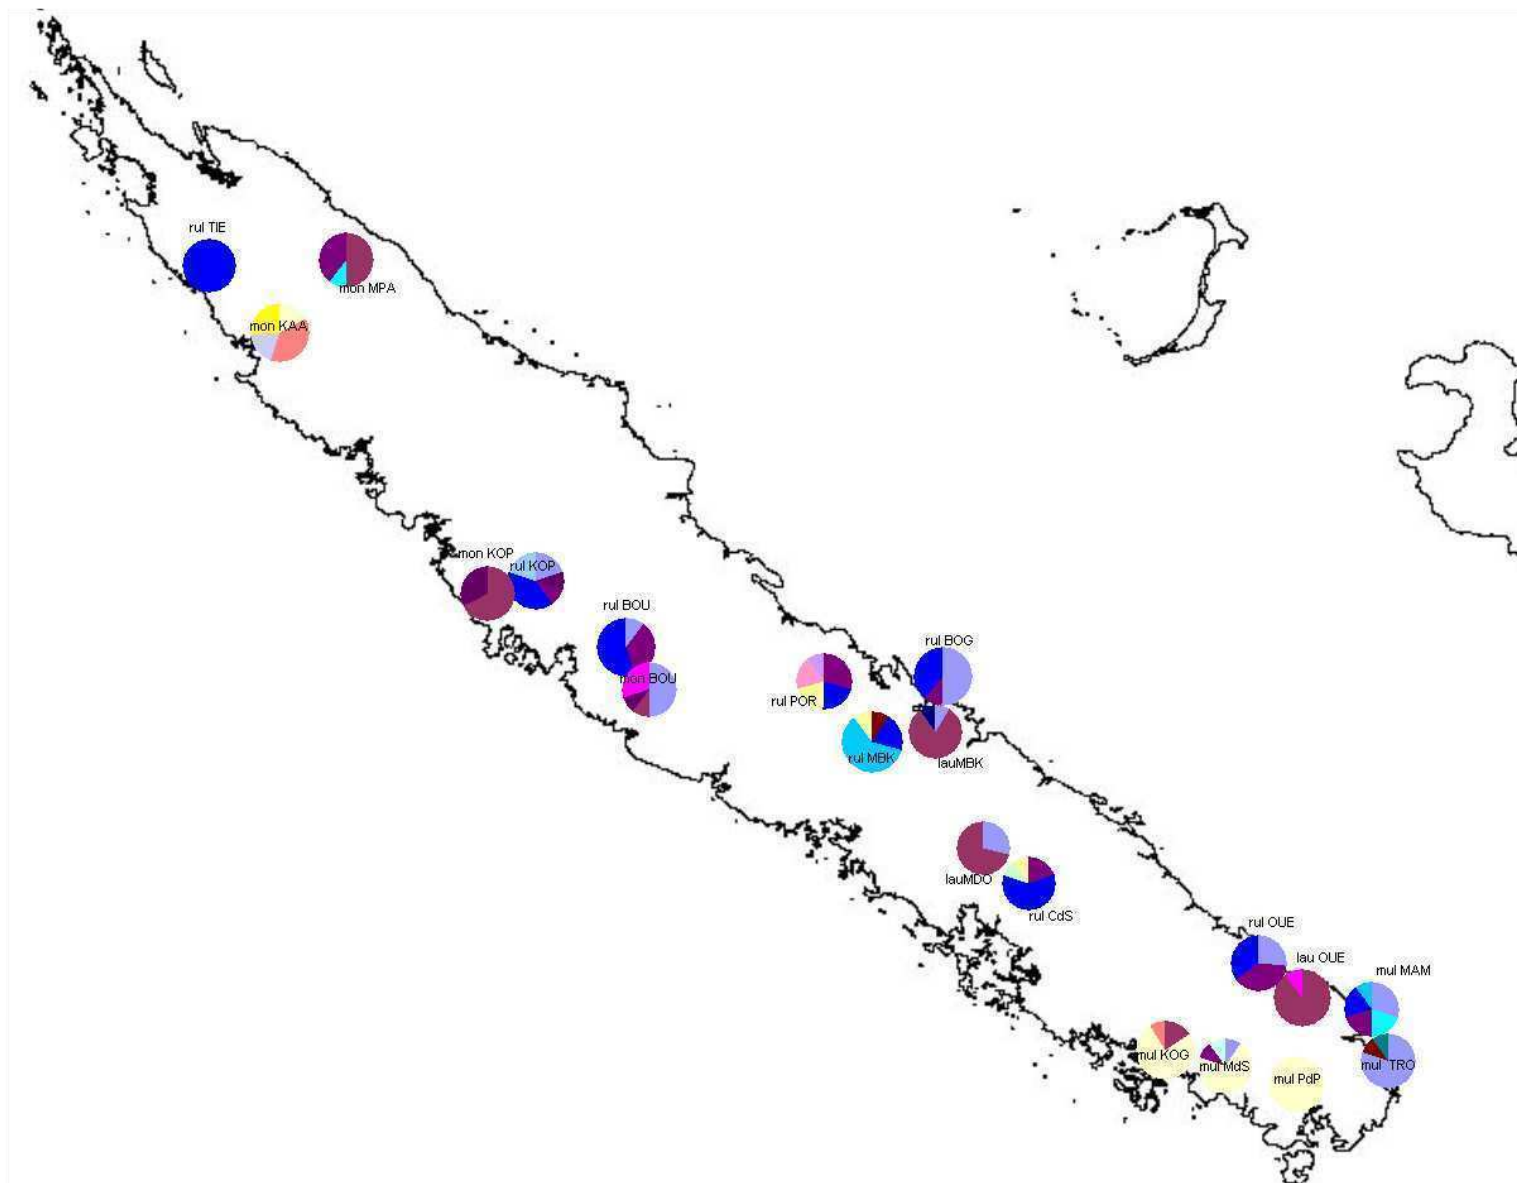 rul TIE
mon MPA
mon KAA
mon KOP
rul KOP
rul BOU
mon BOU
rul BOG
rul POR
rul MBK
lauMBK
lauMDO
rul CdS
rul OUE
lau OUE
mul MAM
mul KOG
mul MdS
mul TRO
mul PdP